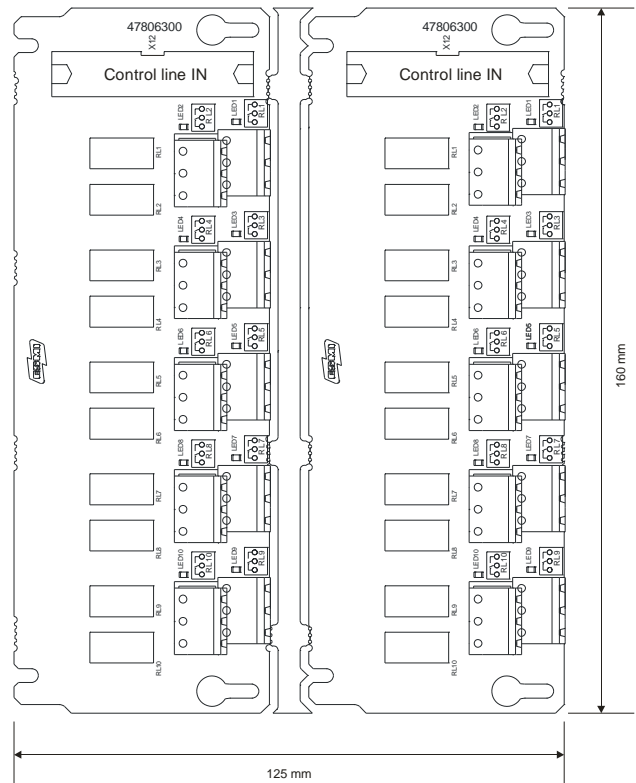 47806300
X12
Control line IN
LED2
RL2
LED1
RL1
RL1
RL2
LED4
RL4
LED3
RL3
RL3
RL4
LED6
RL6
LED5
RL5
RL5
RL6
LED8
RL8
LED7
RL7
RL7
RL8
LED10
RL10
LED9
RL9
RL9
RL10
47806300
X12
Control line IN
LED2
RL2
LED1
RL1
RL1
RL2
LED4
RL4
LED3
RL3
RL3
RL4
LED6
RL6
LED5
RL5
RL5
RL6
LED8
RL8
LED7
RL7
RL7
RL8
LED10
RL10
LED9
RL9
RL9
RL10
160 mm
125 mm